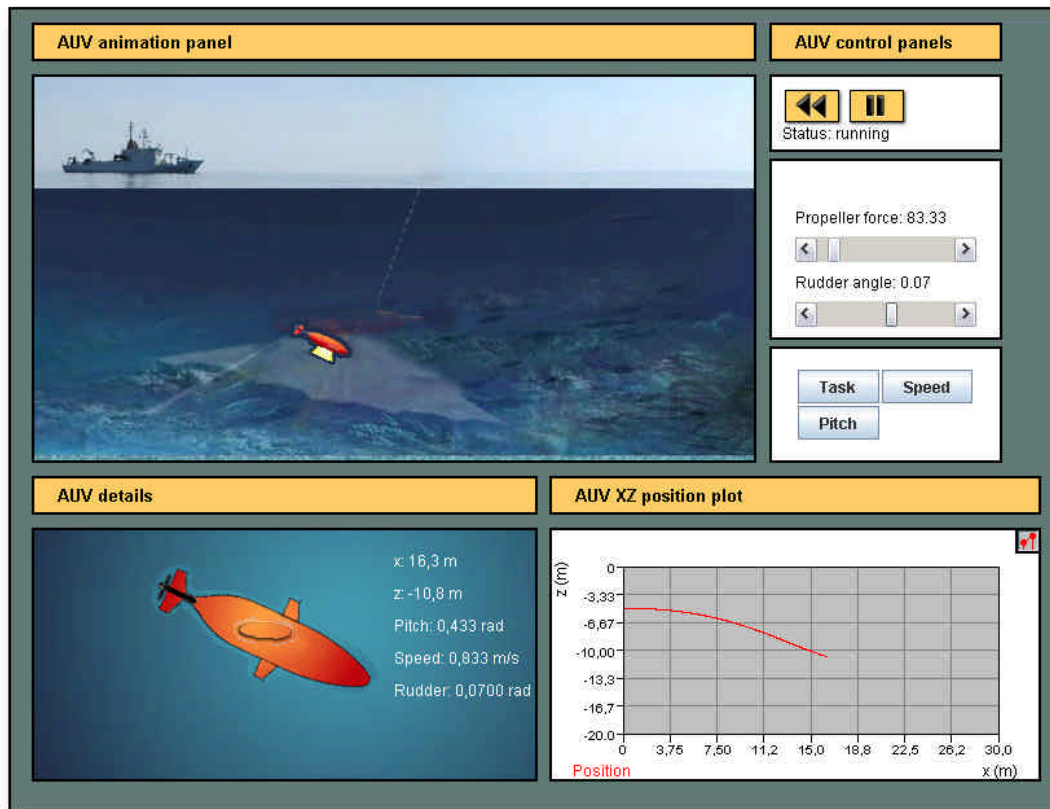 AUV animation panel
AUV control panels
Status: running
Propeller force: 83.33
Rudder angle: 0.07
Task
Speed
Pitch
AUV details
AUV XZ position plot
x: 16,3 m
z: -10,8 m
Pitch: 0,433 rad
Speed: 0,833 m/s
Rudder: 0,0700 rad
z (m)
0
-3,33
-6,67
-10,00
-13,3
-16,7
-20.0
0 3,75 7,50 11,2 15,0 18,8 22,5 26,2 30,0
Position
x (m)